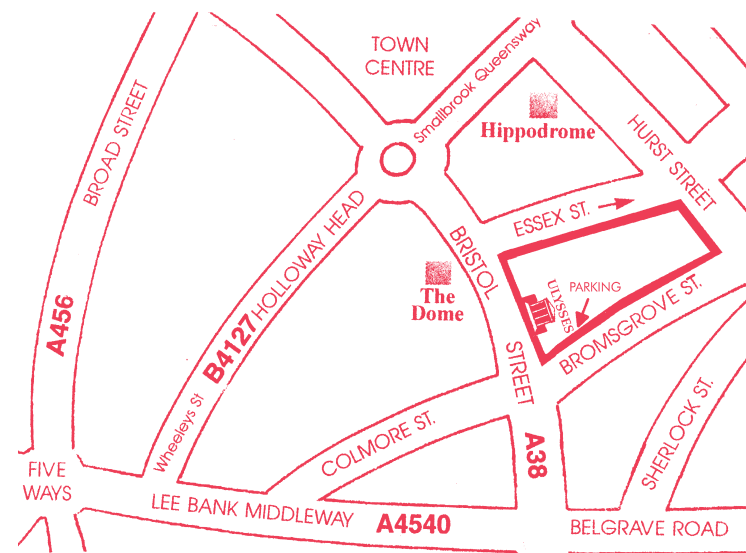 TOWN
CENTRE
Smallbrook Queensway
Hippodrome
BROAD STREET
HURST STREET
ESSEX ST.
HOLLOWAY HEAD
BRISTOL
The
Dome
ULYSSES
PARKING
BROMSGROVE ST.
A456
B4127
STREET
Wheeleys St
COLMORE ST.
SHERLOCK ST.
A38
FIVE
WAYS
LEE BANK MIDDLEWAY
A4540
BELGRAVE ROAD